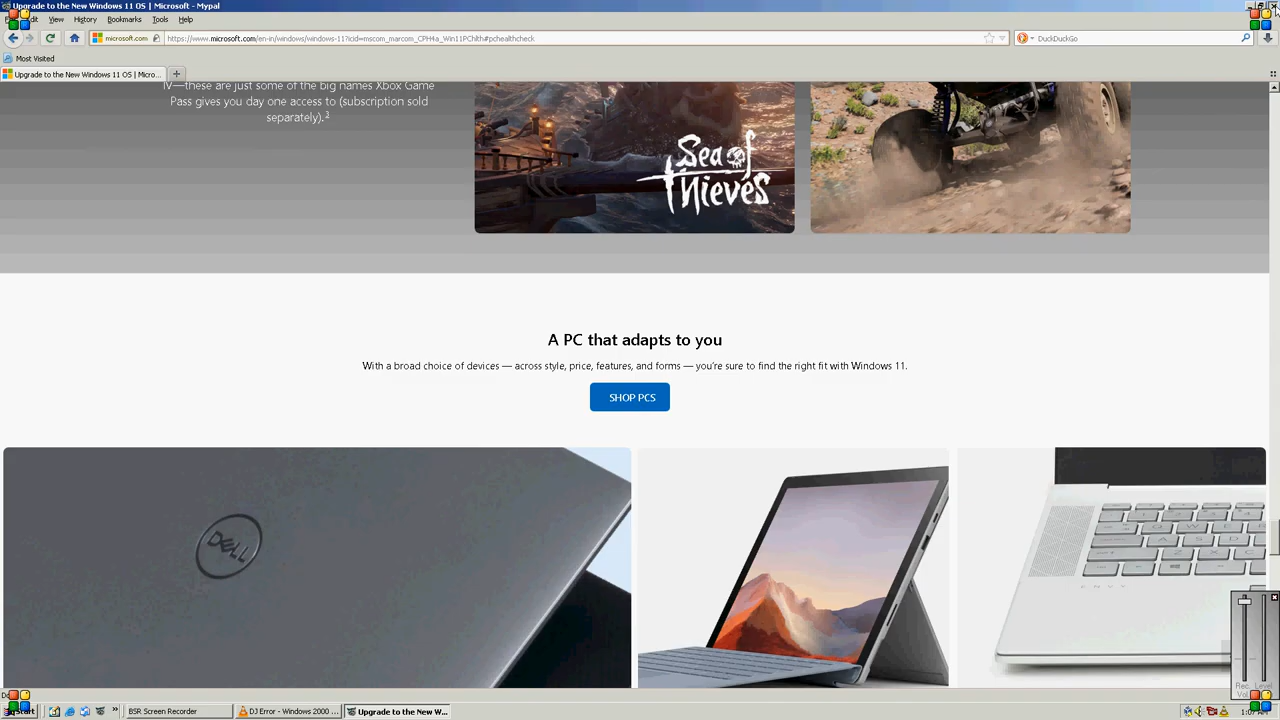 Upgrade to the New Windows 11 OS | Microsoft - Mypal
View History Bookmarks Tools Help
microsoft.com https://www.microsoft.com/en-in/windows/windows-11?icid=mscom_marcom_CPH4a_Win11PChlth#pchealthcheck DuckDuckGo
Most Visited
Upgrade to the New Windows 11 OS | Micro...
IV—these are just some of the big names Xbox Game
Pass gives you day one access to (subscription sold
separately).3
Sea of
Thieves
A PC that adapts to you
With a broad choice of devices — across style, price, features, and forms — you're sure to find the right fit with Windows 11.
SHOP PCS
DELL
Rec. Level
Vol.
BSR Screen Recorder DJ Error - Windows 2000 ... Upgrade to the New W...